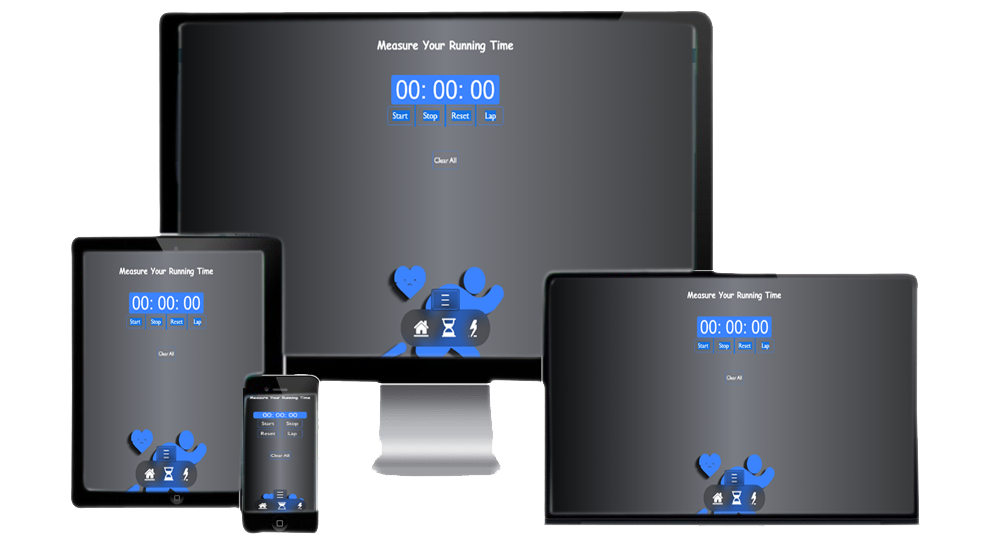 Measure Your Running Time
00: 00: 00
Start Stop Reset Lap
Clear All
Measure Your Running Time
00: 00: 00
Start Stop Reset Lap
Clear All
Measure Your Running Time
00: 00: 00
Start Stop
Reset Lap
Clear All
Measure Your Running Time
00: 00: 00
Start Stop Reset Lap
Clear All